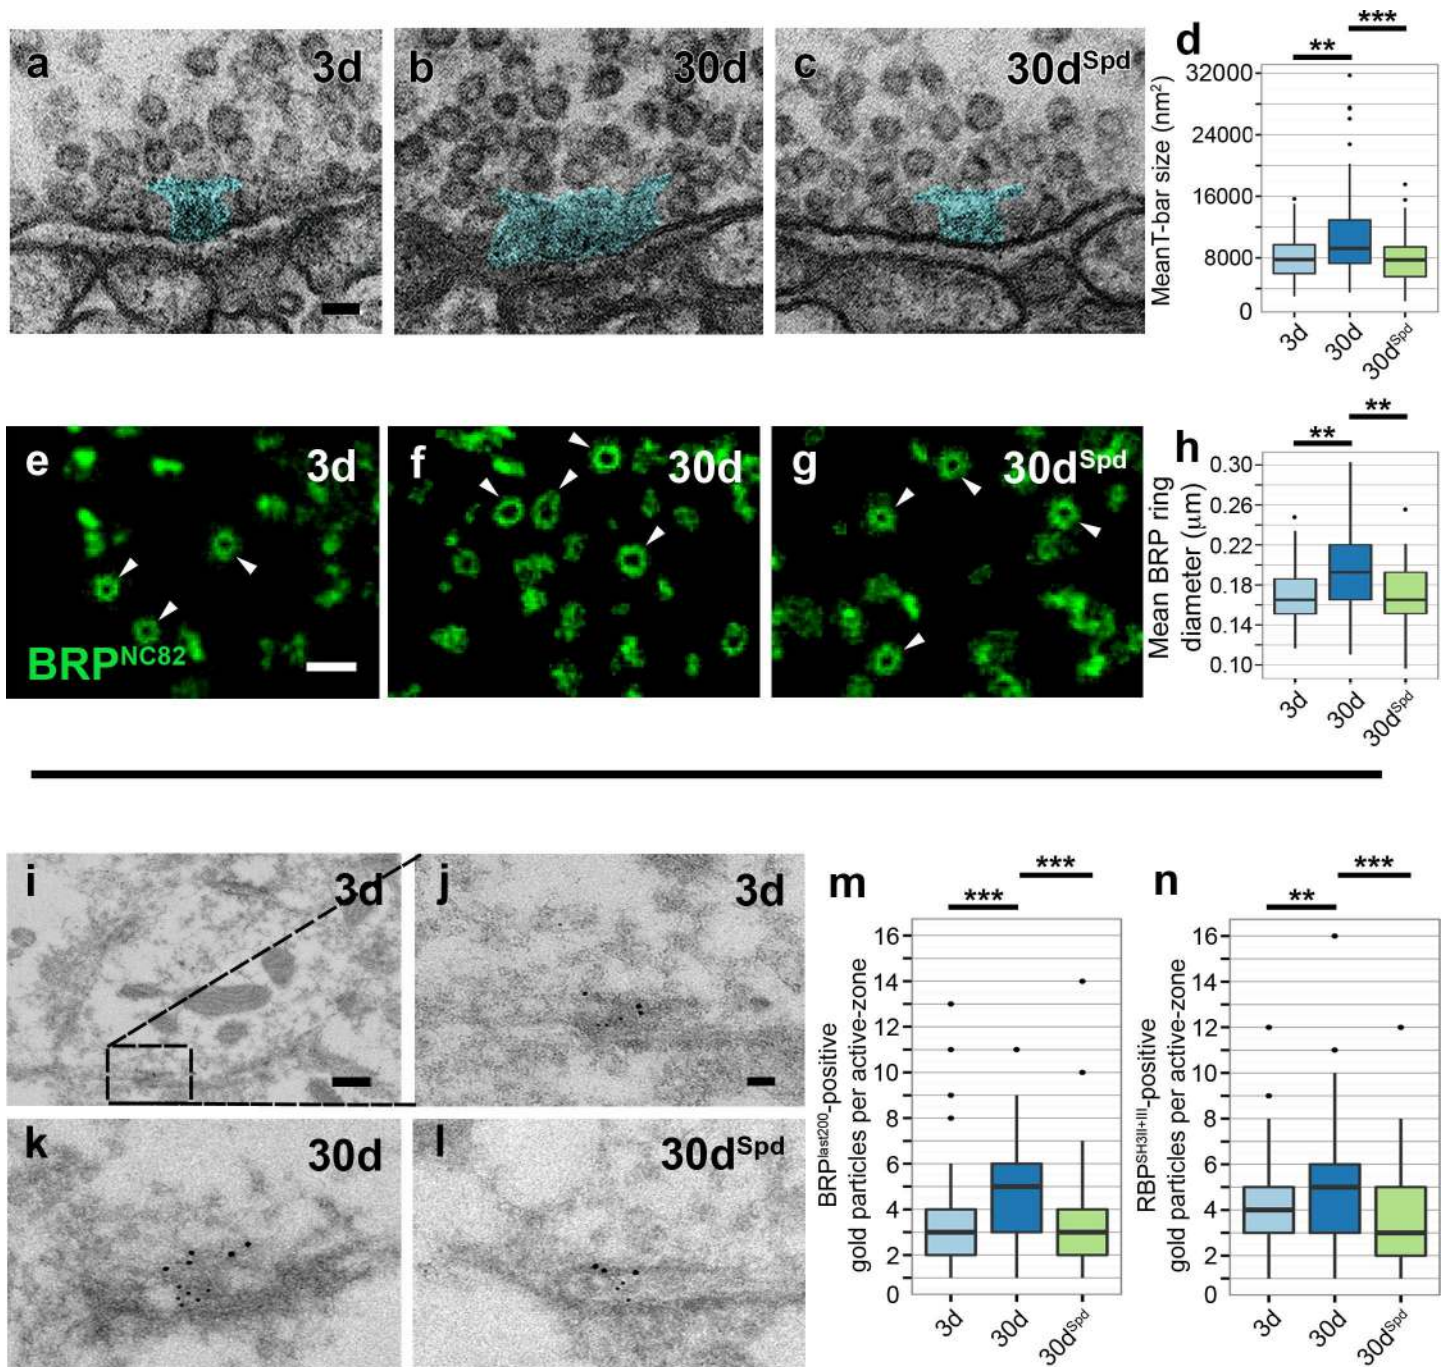 a
3d
b
30d
c
30d^Spd
d
**
***
MeanT-bar size (nm²)
32000
24000
16000
8000
0
3d
30d
30d^Spd
e
3d
BRP^NC82
f
30d
g
30d^Spd
h
**
**
Mean BRP ring
diameter (μm)
0.30
0.26
0.22
0.18
0.14
0.10
3d
30d
30d^Spd
i
3d
j
3d
k
30d
l
30d^Spd
m
***
***
BRP^last200-positive
gold particles per active-zone
16
14
12
10
8
6
4
2
0
3d
30d
30d^Spd
n
**
***
RBP^SH3II+III-positive
gold particles per active-zone
16
14
12
10
8
6
4
2
0
3d
30d
30d^Spd